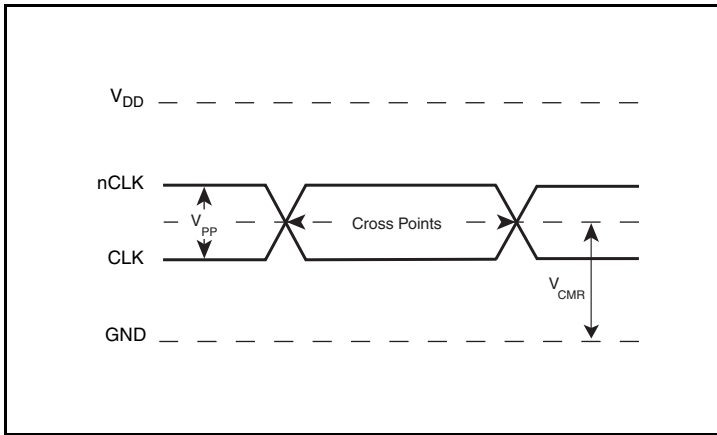 VDD
nCLK
VPP
Cross Points
CLK
VCMR
GND